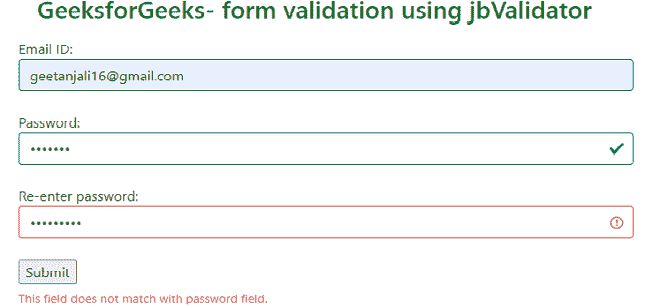 GeeksforGeeks- form validation using jbValidator
Email ID:
geetanjali16@gmail.com
Password:
•••••••
Re-enter password:
•••••••••
Submit
This field does not match with password field.